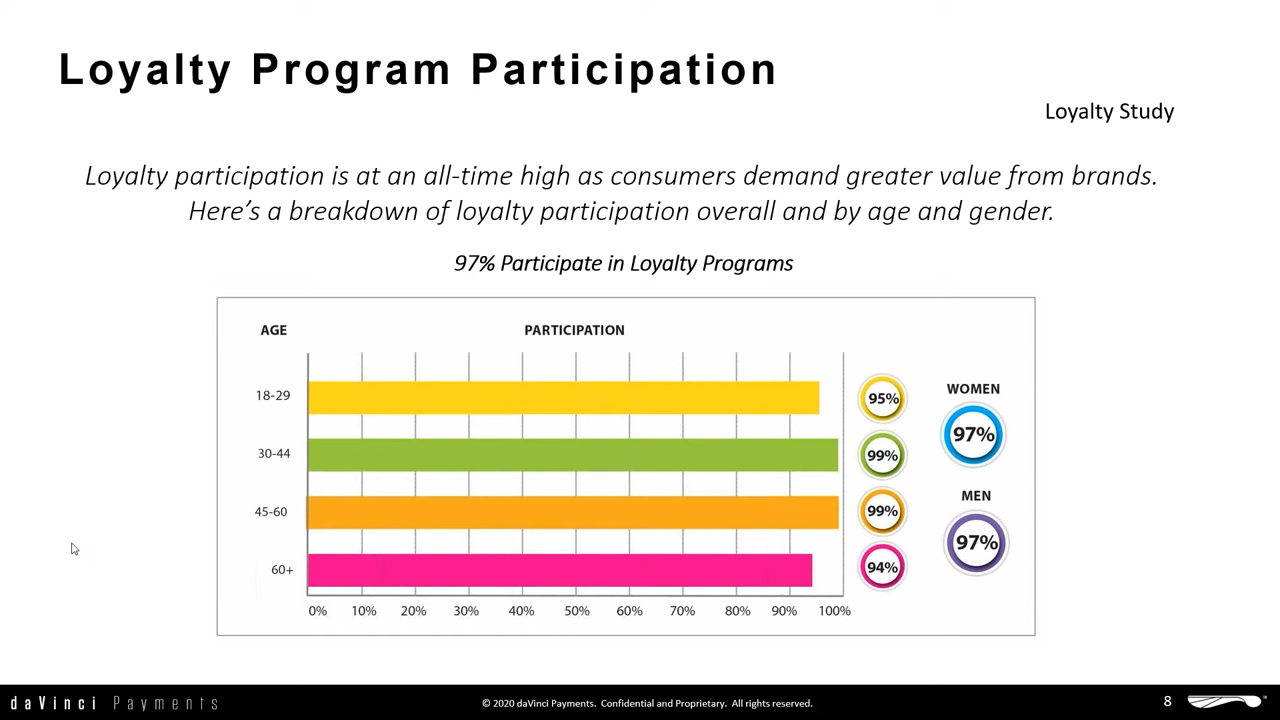 Loyalty Program Participation
Loyalty Study
Loyalty participation is at an all-time high as consumers demand greater value from brands.
Here’s a breakdown of loyalty participation overall and by age and gender.
97% Participate in Loyalty Programs
AGE PARTICIPATION
18-29 95%
30-44 99%
45-60 99%
60+ 94%
0% 10% 20% 30% 40% 50% 60% 70% 80% 90% 100%
WOMEN
97%
MEN
97%
daVinci Payments
© 2020 daVinci Payments. Confidential and Proprietary. All rights reserved.
8